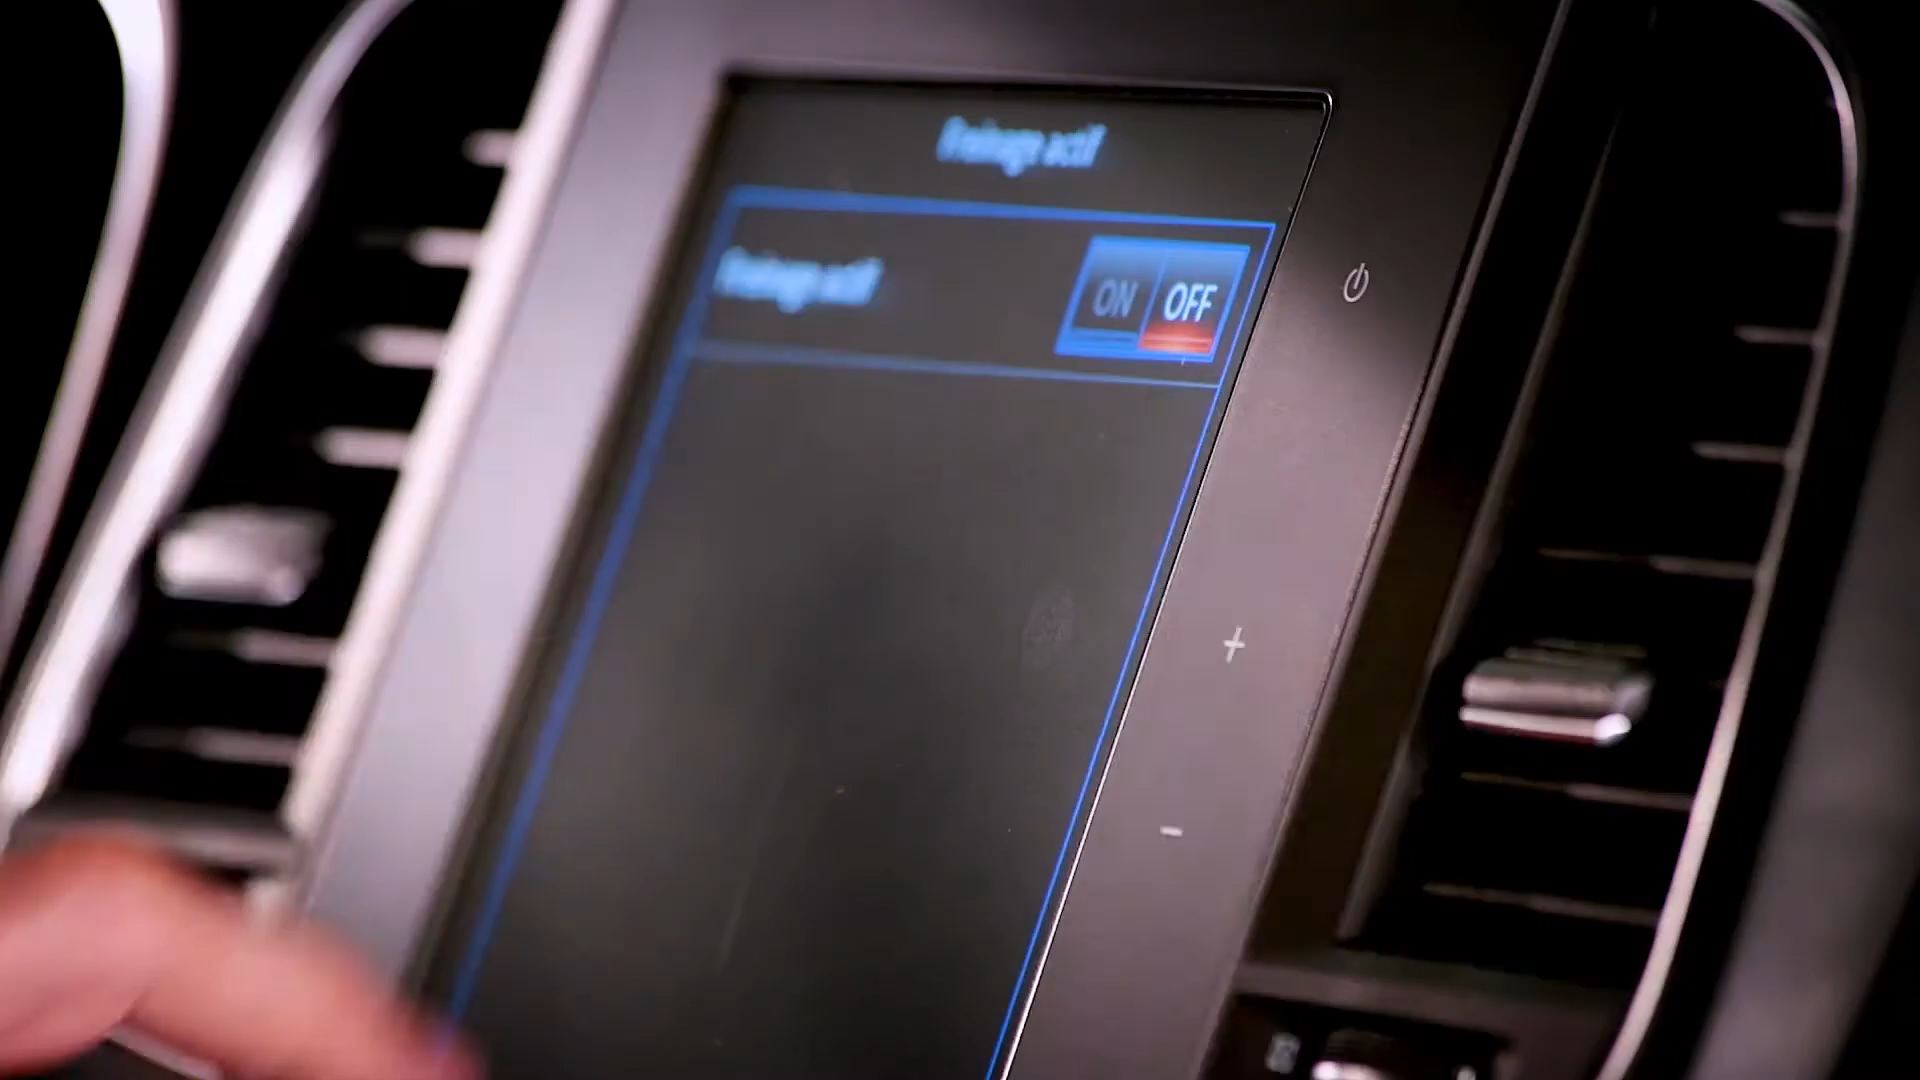 Freinage actif
Freinage actif
ON OFF
+
-